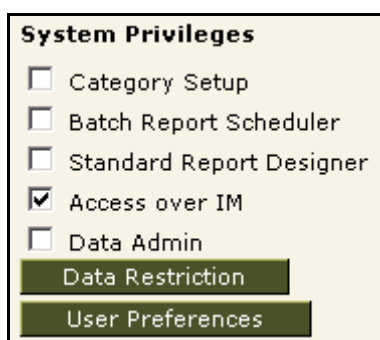 System Privileges
Category Setup
Batch Report Scheduler
Standard Report Designer
Access over IM
Data Admin
Data Restriction
User Preferences